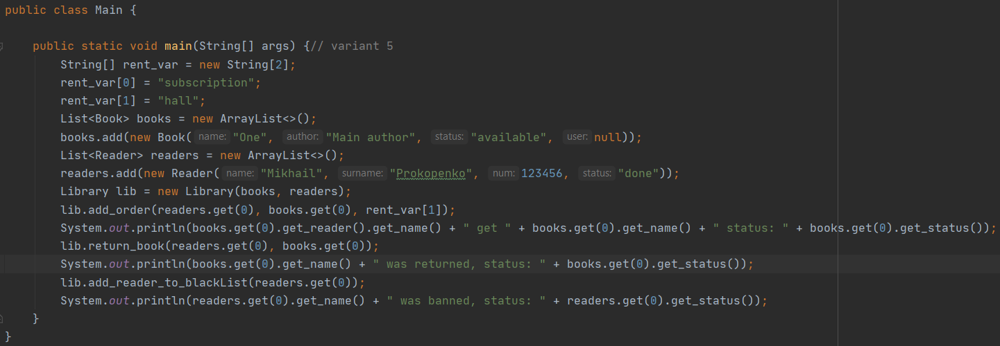 public class Main {
public static void main(String[] args) {// variant 5
String[] rent_var = new String[2];
rent_var[0] = "subscription";
rent_var[1] = "hall";
List<Book> books = new ArrayList<>();
books.add(new Book( name: "One", author: "Main author", status: "available", user: null));
List<Reader> readers = new ArrayList<>();
readers.add(new Reader( name: "Mikhail", surname: "Prokopenko", num: 123456, status: "done"));
Library lib = new Library(books, readers);
lib.add_order(readers.get(0), books.get(0), rent_var[1]);
System.out.println(books.get(0).get_reader().get_name() + " get " + books.get(0).get_name() + " status: " + books.get(0).get_status());
lib.return_book(readers.get(0), books.get(0));
System.out.println(books.get(0).get_name() + " was returned, status: " + books.get(0).get_status());
lib.add_reader_to_blackList(readers.get(0));
System.out.println(readers.get(0).get_name() + " was banned, status: " + readers.get(0).get_status());
}
}